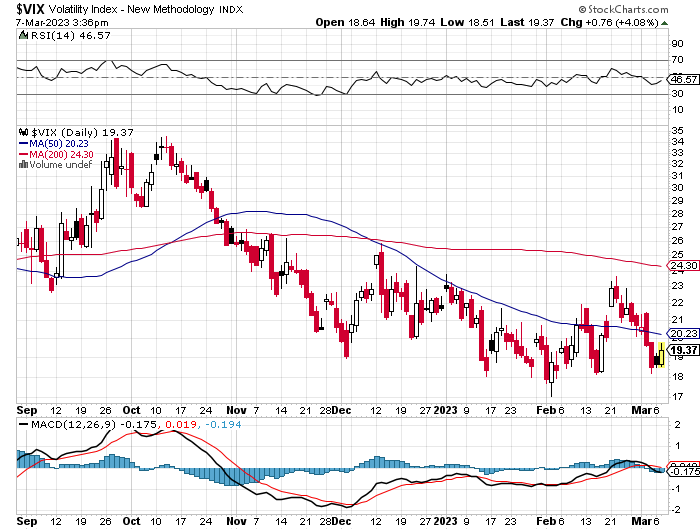 $VIX Volatility Index - New Methodology INDX © StockCharts.com
7-Mar-2023 3:36pm Open 18.64 High 19.74 Low 18.51 Last 19.37 Chg +0.76 (+4.08%)
RSI(14) 46.57
90
70
46.57
30
10
$VIX (Daily) 19.37
MA(50) 20.23
MA(200) 24.30
Volume undef
35
34
33
32
31
30
29
28
27
26
25
24.30
23
22
21
20.23
19.37
18
17
Sep 12 19 26 Oct 10 17 24 Nov 7 14 21 28 Dec 12 19 27 2023 9 17 23 Feb 6 13 21 Mar 6
MACD(12,26,9) -0.175, 0.019, -0.194
2
1
-0.175
-1
-2
Sep 12 19 26 Oct 10 17 24 Nov 7 14 21 28 Dec 12 19 27 2023 9 17 23 Feb 6 13 21 Mar 6